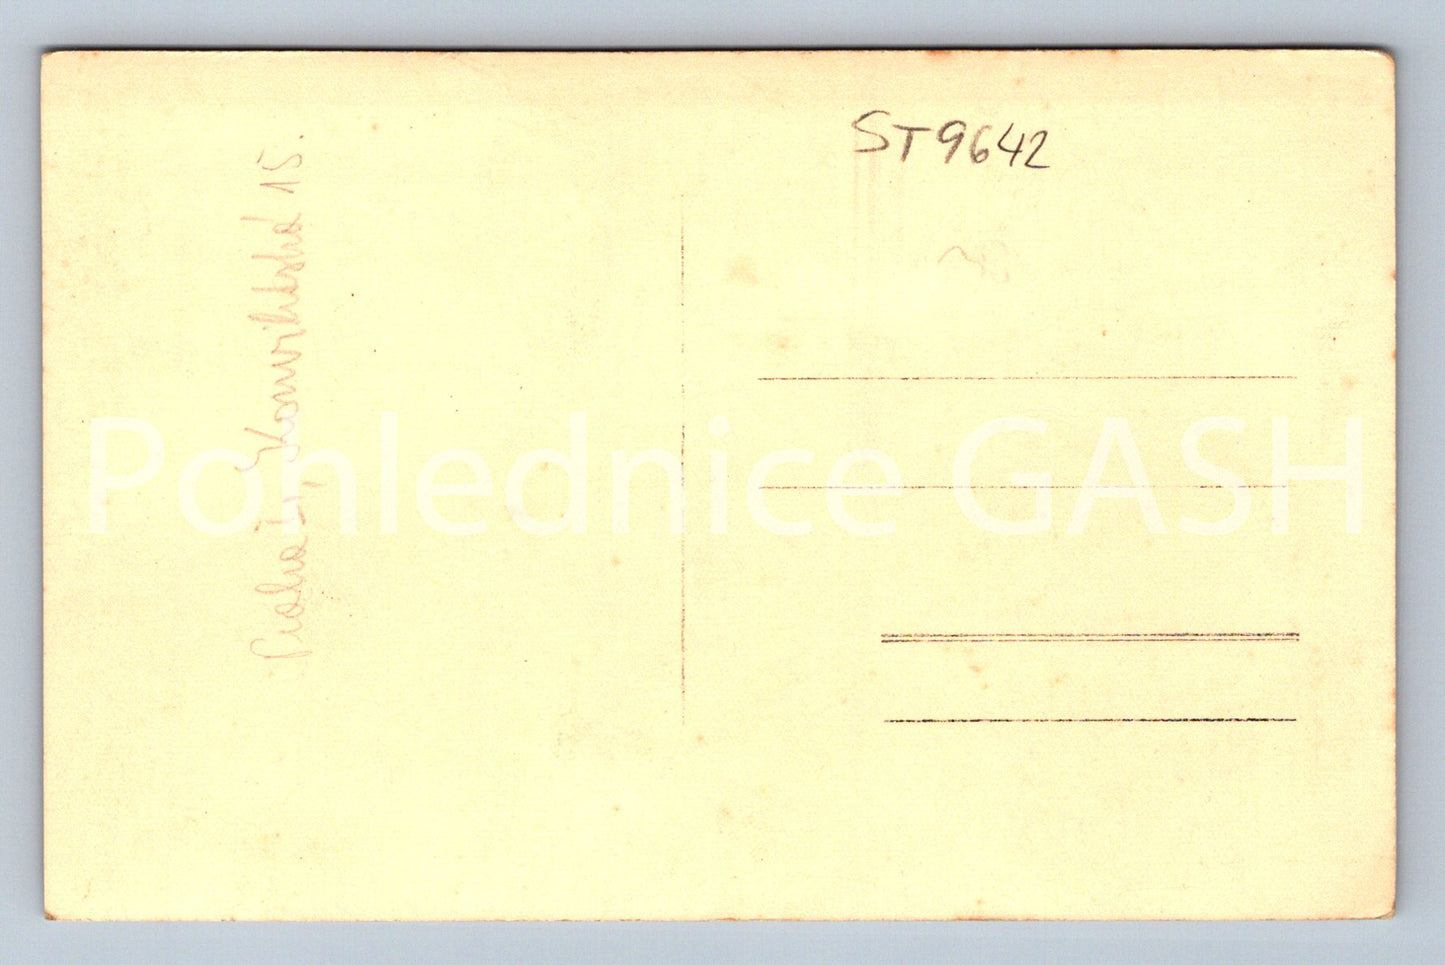 ST9642
Praha I., Konviktská 15.
Pohlednice GASH